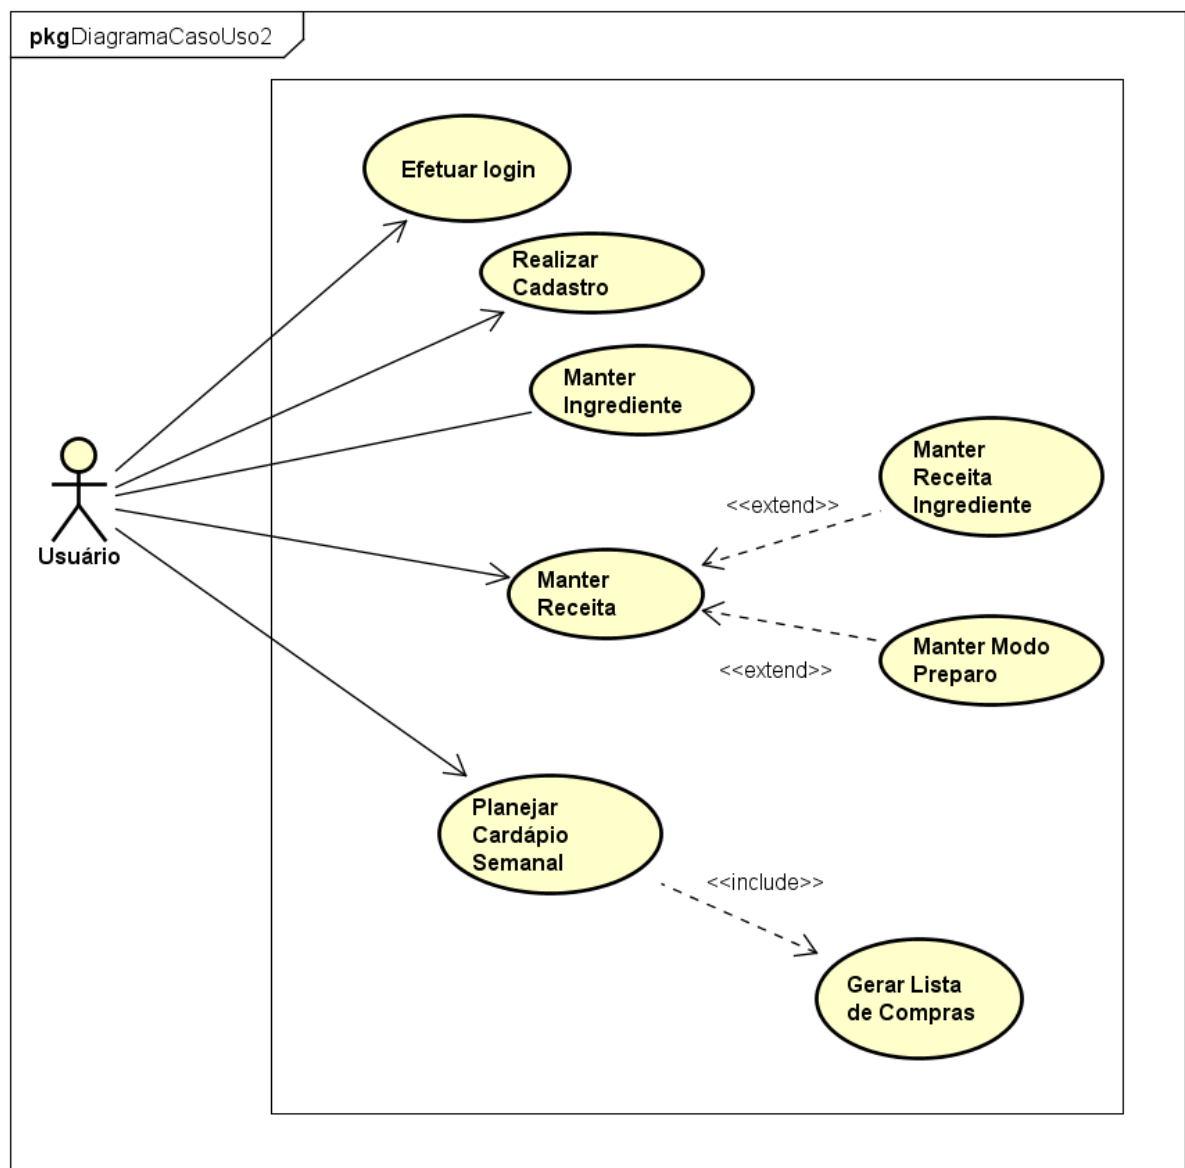 pkgDiagramaCasoUso2
Efetuar login
Realizar
Cadastro
Manter
Ingrediente
Manter
Receita
Ingrediente
<<extend>>
Usuário
Manter
Receita
Manter Modo
Preparo
<<extend>>
Planejar
Cardápio
Semanal
<<include>>
Gerar Lista
de Compras